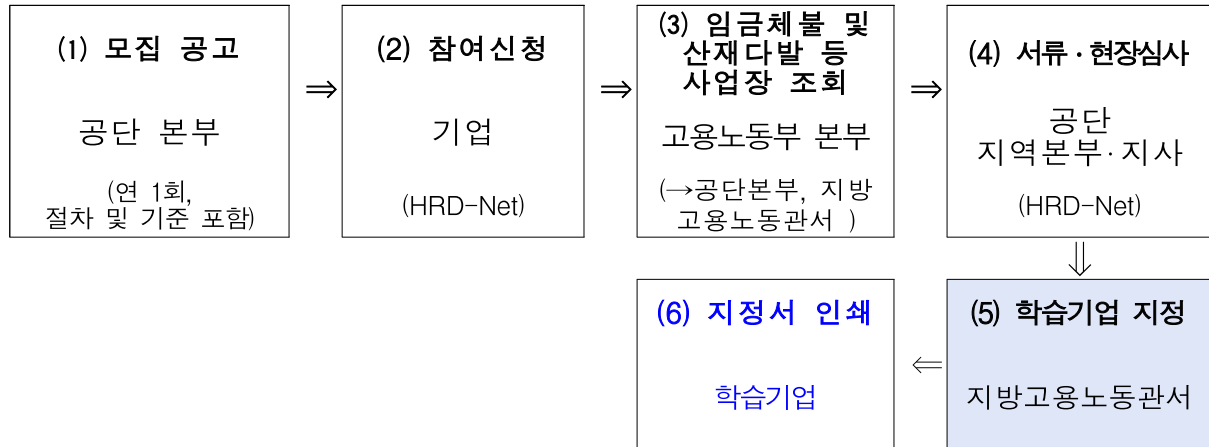 (1) 모집 공고
공단 본부
(연 1회,
절차 및 기준 포함)
⇒
(2) 참여신청
기업
(HRD-Net)
⇒
(3) 임금체불 및
산재다발 등
사업장 조회
고용노동부 본부
(→공단본부, 지방
고용노동관서 )
⇒
(4) 서류·현장심사
공단
지역본부·지사
(HRD-Net)
⇓
(5) 학습기업 지정
지방고용노동관서
⇐
(6) 지정서 인쇄
학습기업